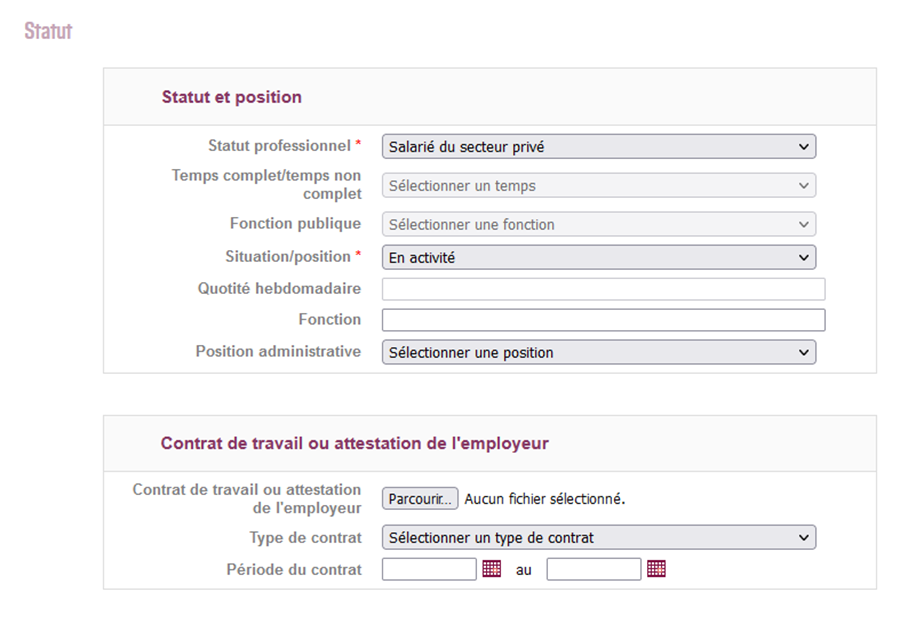 Statut
Statut et position
Statut professionnel * Salarié du secteur privé
Temps complet/temps non
complet Sélectionner un temps
Fonction publique Sélectionner une fonction
Situation/position * En activité
Quotité hebdomadaire
Fonction
Position administrative Sélectionner une position
Contrat de travail ou attestation de l'employeur
Contrat de travail ou attestation
de l'employeur Parcourir... Aucun fichier sélectionné.
Type de contrat Sélectionner un type de contrat
Période du contrat au